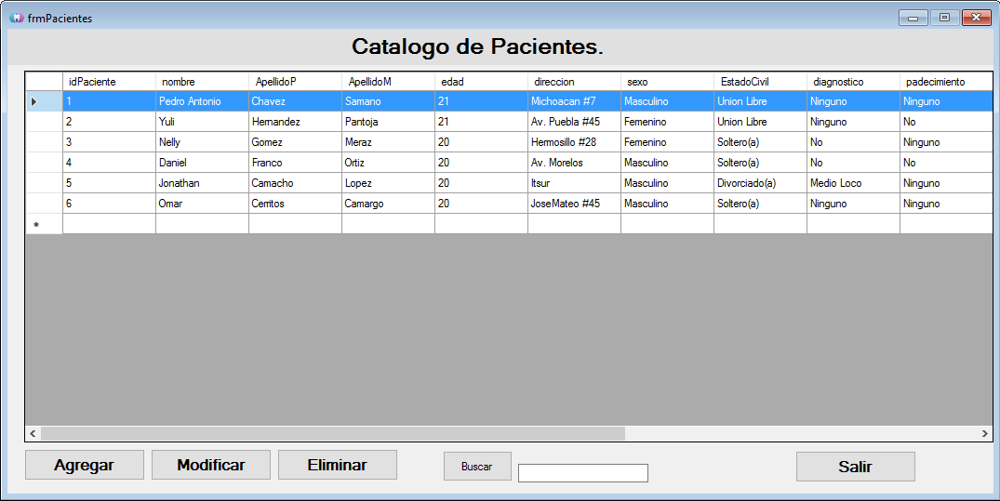 frmPacientes
Catalogo de Pacientes.
idPaciente nombre ApellidoP ApellidoM edad direccion sexo EstadoCivil diagnostico padecimiento
1 Pedro Antonio Chavez Samano 21 Michoacan #7 Masculino Union Libre Ninguno Ninguno
2 Yuli Hernandez Pantoja 21 Av. Puebla #45 Femenino Union Libre Ninguno No
3 Nelly Gomez Meraz 20 Hermosillo #28 Femenino Soltero(a) No Ninguno
4 Daniel Franco Ortiz 20 Av. Morelos Masculino Soltero(a) No No
5 Jonathan Camacho Lopez 20 Itsur Masculino Divorciado(a) Medio Loco Ninguno
6 Omar Cerritos Camargo 20 JoseMateo #45 Masculino Soltero(a) Ninguno Ninguno
Agregar Modificar Eliminar Buscar Salir